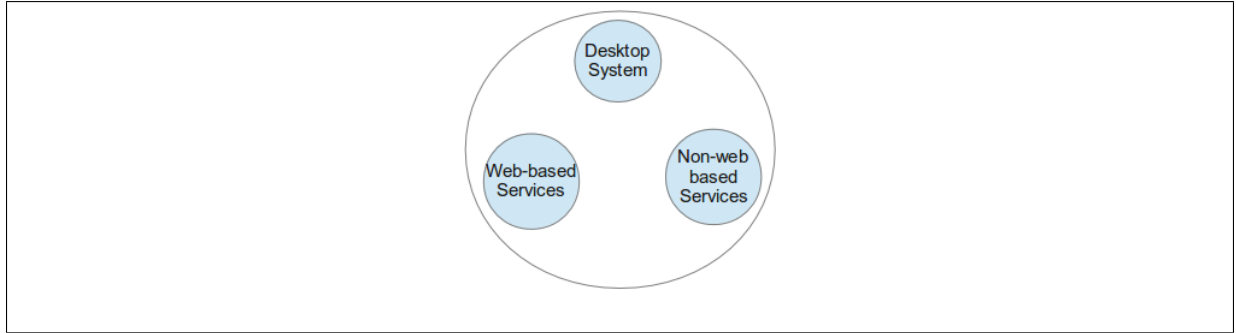 Desktop
System
Web-based
Services
Non-web
based
Services